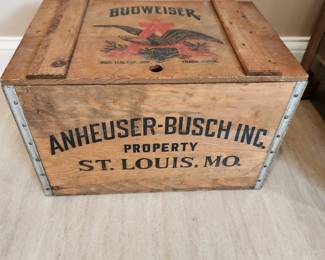 BUDWEISER.
ANHEUSER-BUSCH INC.
PROPERTY
ST. LOUIS. MO.